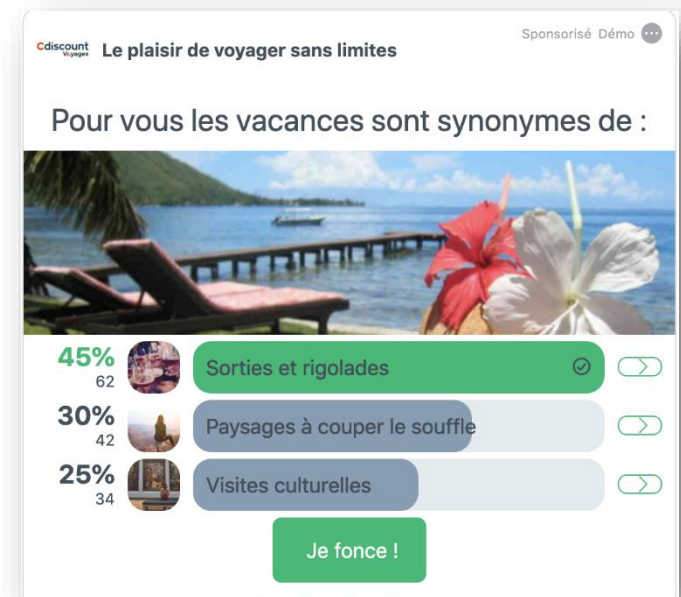 Sponsorisé Démo
Cdiscount
Voyages
Le plaisir de voyager sans limites
Pour vous les vacances sont synonymes de :
45%
62
Sorties et rigolades
30%
42
Paysages à couper le souffle
25%
34
Visites culturelles
Je fonce !